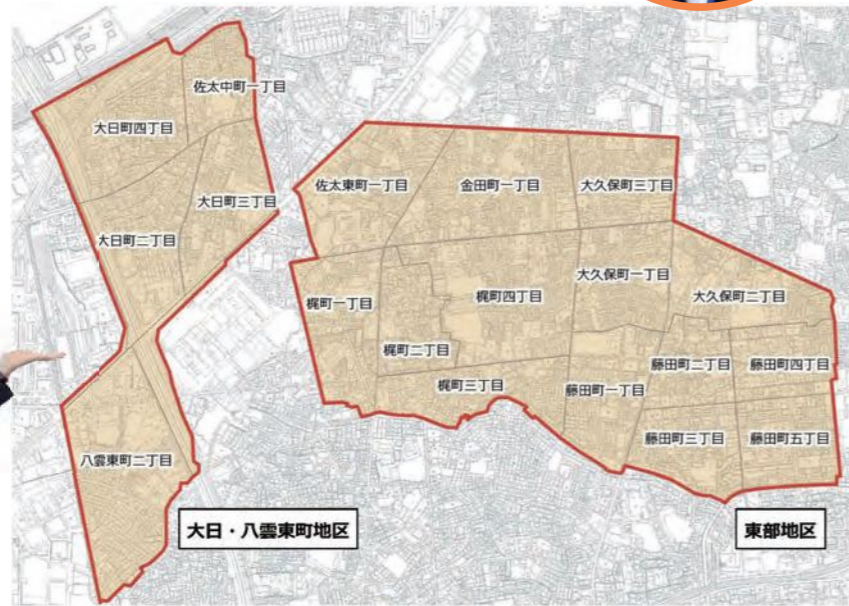 佐太中町一丁目
大日町四丁目
大日町三丁目
大日町二丁目
八雲東町二丁目
大日・八雲東町地区
佐太東町一丁目
金田町一丁目
大久保町三丁目
大久保町一丁目
大久保町二丁目
梶町一丁目
梶町四丁目
梶町二丁目
梶町三丁目
藤田町一丁目
藤田町二丁目
藤田町四丁目
藤田町三丁目
藤田町五丁目
東部地区